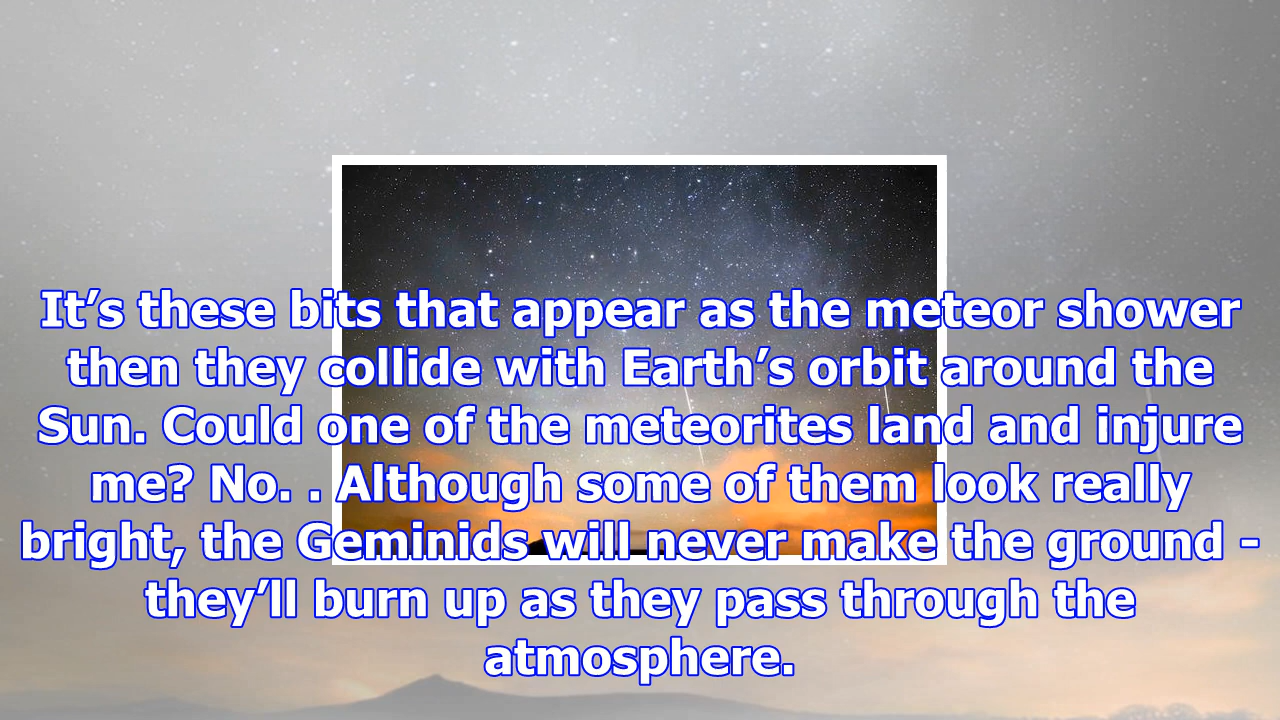 It’s these bits that appear as the meteor shower
then they collide with Earth’s orbit around the
Sun. Could one of the meteorites land and injure
me? No. . Although some of them look really
bright, the Geminids will never make the ground -
they’ll burn up as they pass through the
atmosphere.